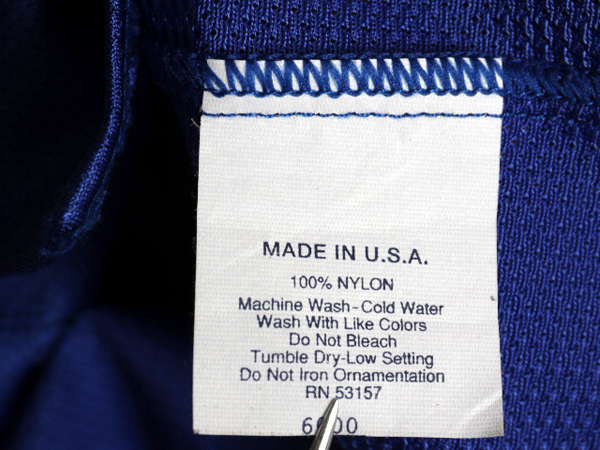 MADE IN U.S.A.
100% NYLON
Machine Wash-Cold Water
Wash With Like Colors
Do Not Bleach
Tumble Dry-Low Setting
Do Not Iron Ornamentation
RN 53157